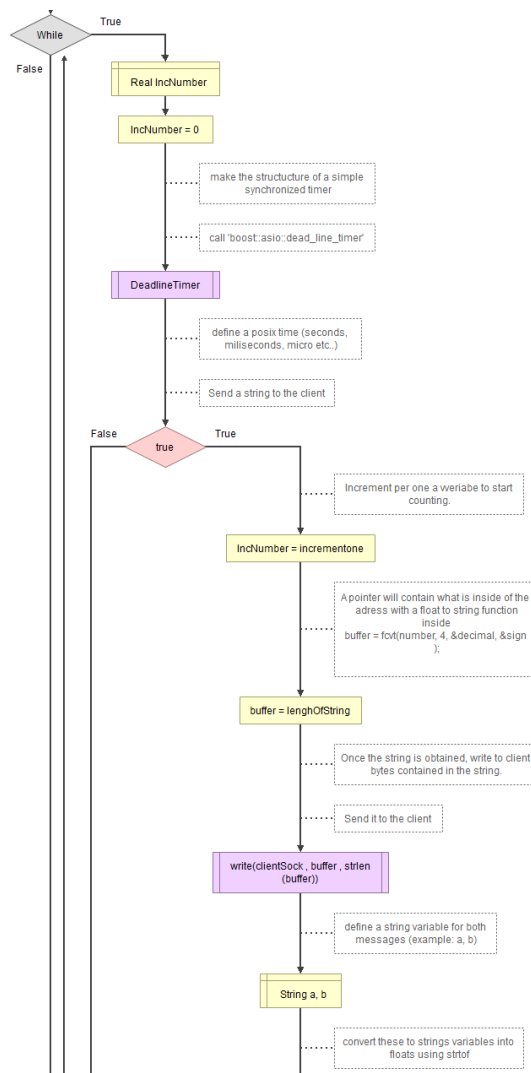 While
True
False
Real IncNumber
IncNumber = 0
make the structucture of a simple
synchronized timer
call 'boost::asio::dead_line_timer'
DeadlineTimer
define a posix time (seconds,
miliseconds, micro etc..)
Send a string to the client
False
True
true
Increment per one a vveriabe to start
counting.
IncNumber = incrementone
A pointer will contain what is inside of the
adress with a float to string function
inside
buffer = fcvt(number, 4, &decimal, &sign
);
buffer = lenghOfString
Once the string is obtained, write to client
bytes contained in the string.
Send it to the client
write(clientSock , buffer , strlen
(buffer))
define a string variable for both
messages (example: a, b)
String a, b
convert these to strings variables into
floats using strtof